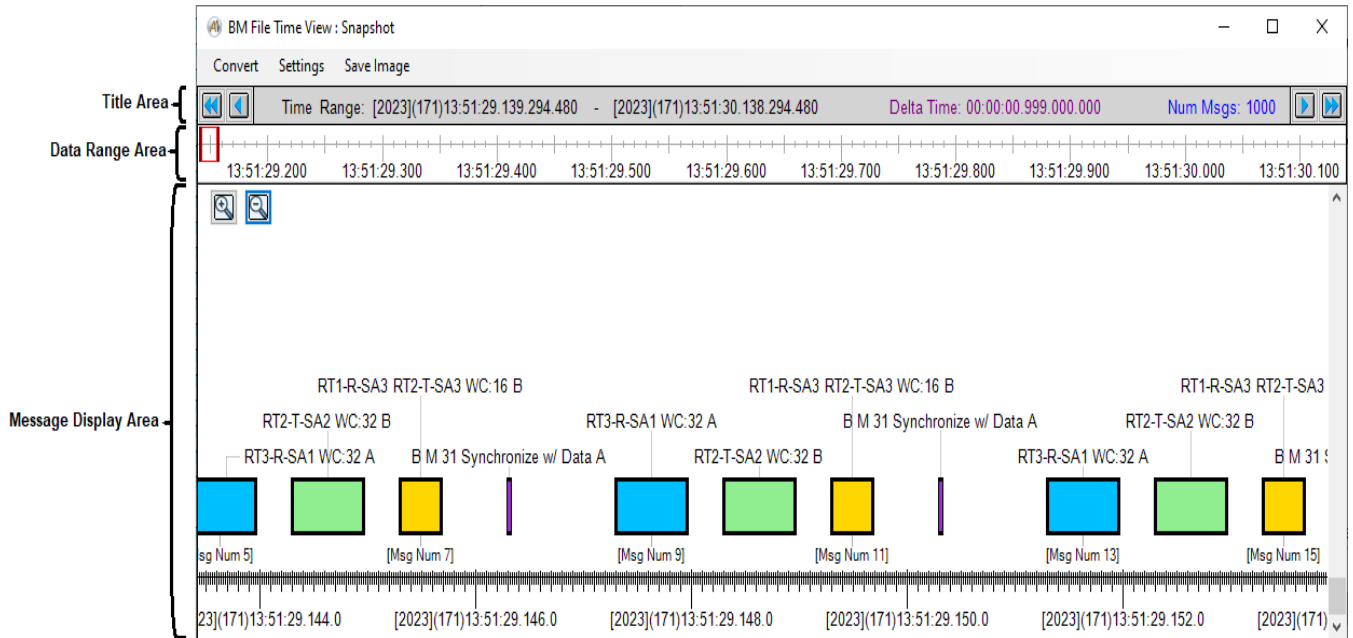 BM File Time View : Snapshot
Convert Settings Save Image
Title Area
Time Range: [2023](171)13:51:29.139.294.480 - [2023](171)13:51:30.138.294.480 Delta Time: 00:00:00.999.000.000 Num Msgs: 1000
Data Range Area
13:51:29.200 13:51:29.300 13:51:29.400 13:51:29.500 13:51:29.600 13:51:29.700 13:51:29.800 13:51:29.900 13:51:30.000 13:51:30.100
Message Display Area
RT1-R-SA3 RT2-T-SA3 WC:16 B RT1-R-SA3 RT2-T-SA3 WC:16 B RT1-R-SA3 RT2-T-SA3
RT2-T-SA2 WC:32 B RT3-R-SA1 WC:32 A B M 31 Synchronize w/ Data A RT2-T-SA2 WC:32 B
RT3-R-SA1 WC:32 A B M 31 Synchronize w/ Data A RT2-T-SA2 WC:32 B RT3-R-SA1 WC:32 A B M 31
sg Num 5] [Msg Num 7] [Msg Num 9] [Msg Num 11] [Msg Num 13] [Msg Num 15]
23](171)13:51:29.144.0 [2023](171)13:51:29.146.0 [2023](171)13:51:29.148.0 [2023](171)13:51:29.150.0 [2023](171)13:51:29.152.0 [2023](171)